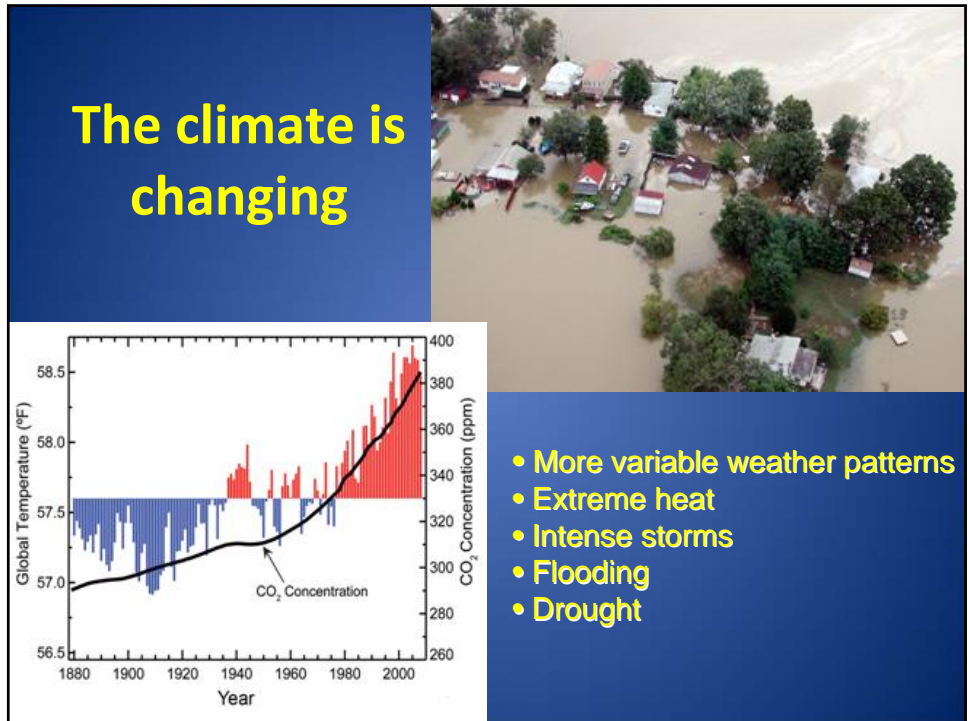 The climate is
changing
Global Temperature (ºF)
58.5
58.0
57.5
57.0
56.5
400
380
360
340
320
300
280
260
CO₂ Concentration (ppm)
CO₂ Concentration
1880 1900 1920 1940 1960 1980 2000
Year
• More variable weather patterns
• Extreme heat
• Intense storms
• Flooding
• Drought